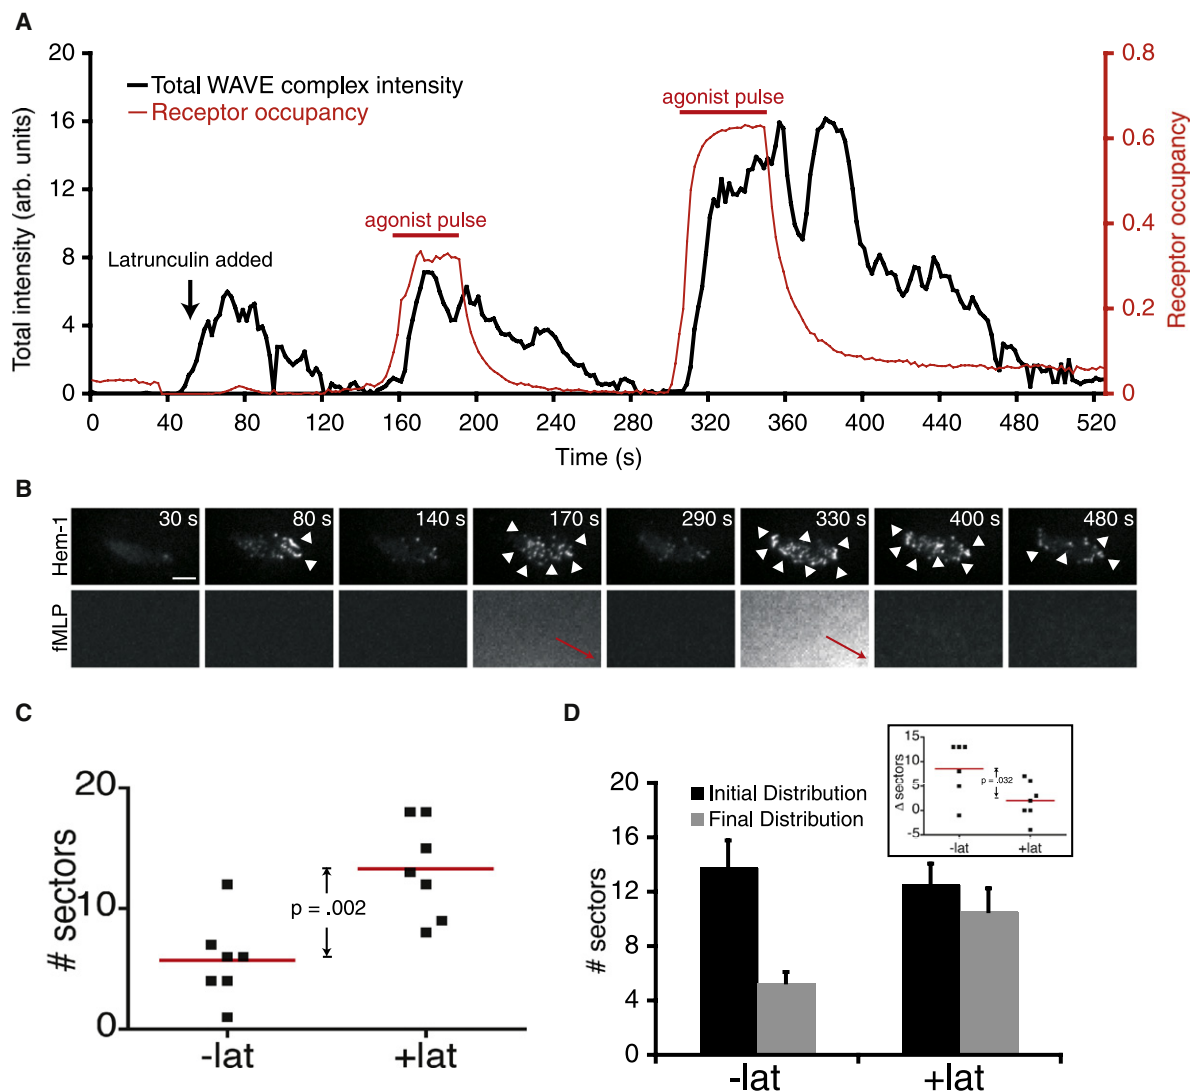 A
20
16
12
8
4
0
Total intensity (arb. units)
Total WAVE complex intensity
Receptor occupancy
Latrunculin added
agonist pulse
agonist pulse
0.8
0.6
0.4
0.2
0
Receptor occupancy
0 40 80 120 160 200 240 280 320 360 400 440 480 520
Time (s)
B
Hem-1
30 s 80 s 140 s 170 s 290 s 330 s 400 s 480 s
fMLP
C
20
10
0
# sectors
p = .002
-lat +lat
D
20
16
12
8
4
0
# sectors
Initial Distribution
Final Distribution
-lat +lat
15
10
5
0
-5
Δ sectors
p = .032
-lat +lat